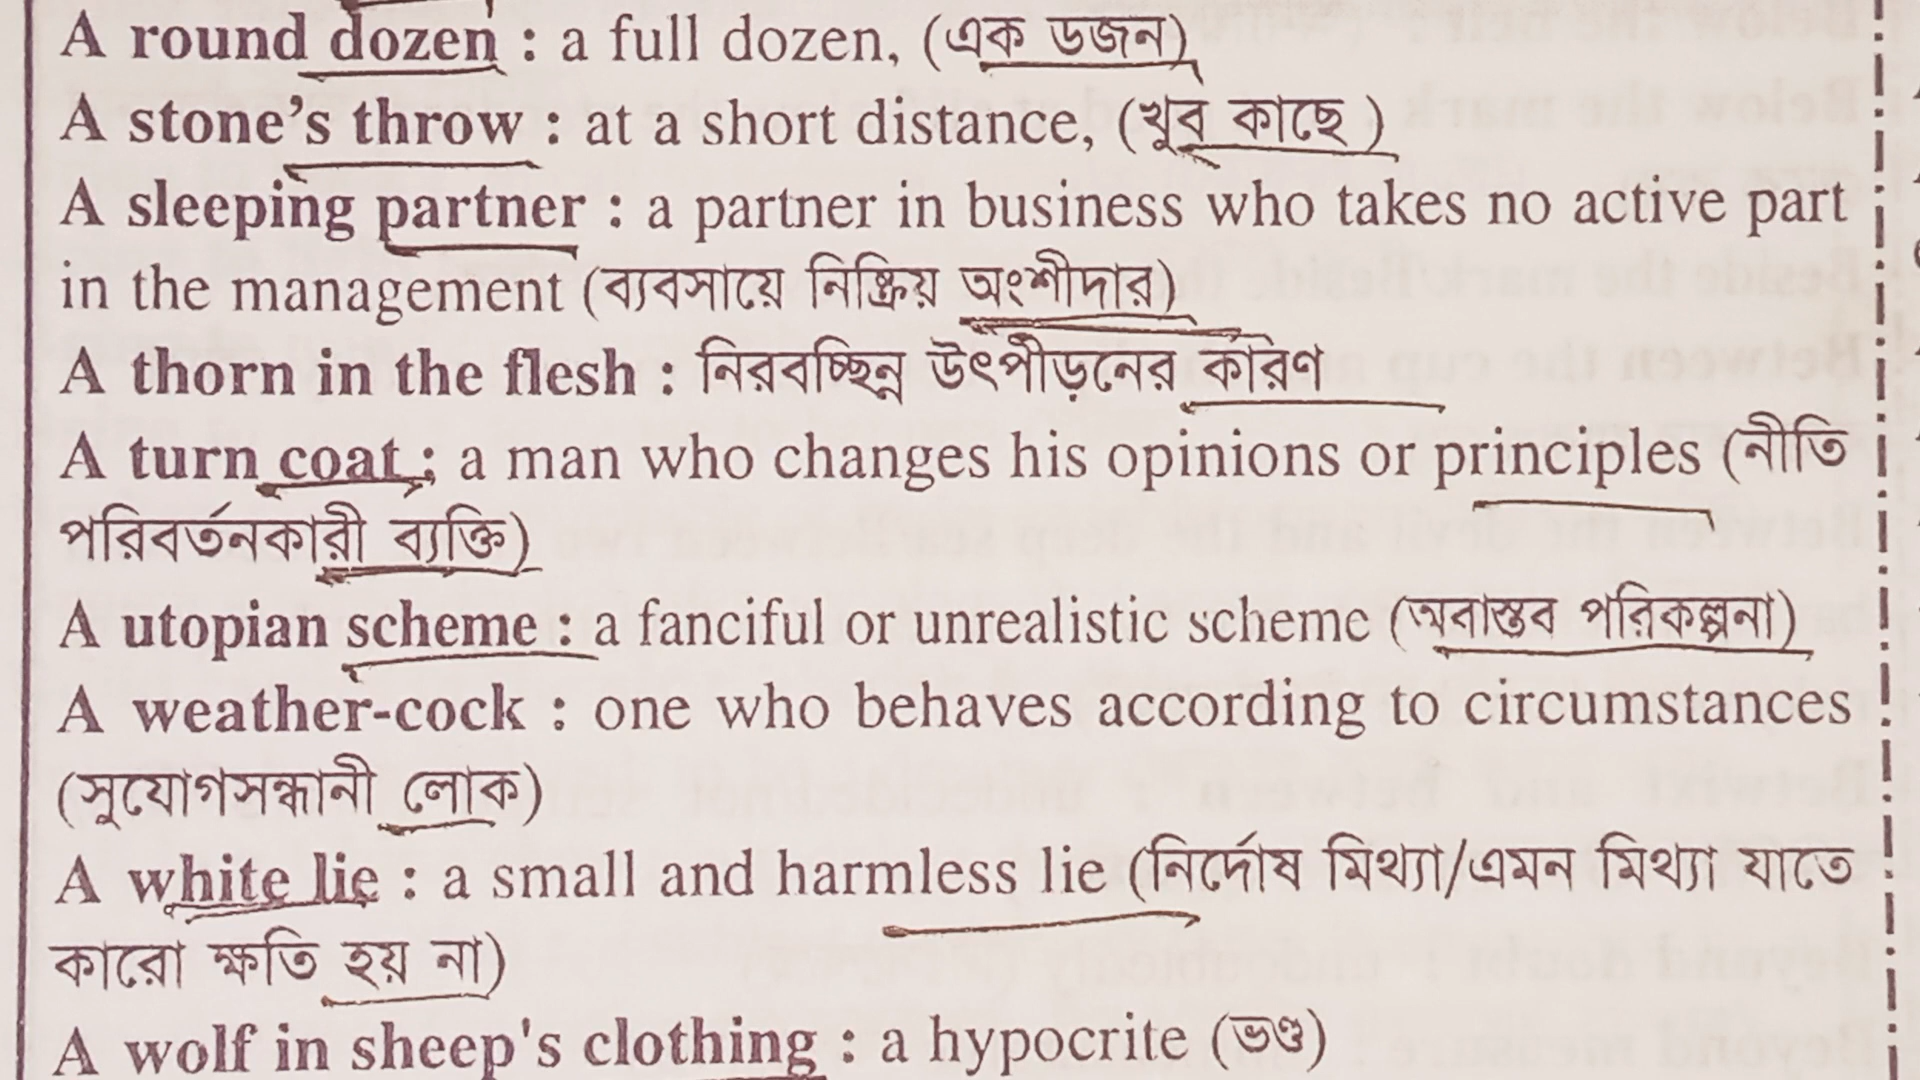 A round dozen : a full dozen, (এক ডজন)
A stone's throw : at a short distance, (খুব কাছে )
A sleeping partner : a partner in business who takes no active part
in the management (ব্যবসায়ে নিষ্ক্রিয় অংশীদার)
A thorn in the flesh : নিরবচ্ছিন্ন উৎপীড়নের কারণ
A turn coat ; a man who changes his opinions or principles (নীতি
পরিবর্তনকারী ব্যক্তি)
A utopian scheme : a fanciful or unrealistic scheme (অবাস্তব পরিকল্পনা)
A weather-cock : one who behaves according to circumstances
(সুযোগসন্ধানী লোক)
A white lie : a small and harmless lie (নির্দোষ মিথ্যা/এমন মিথ্যা যাতে
কারো ক্ষতি হয় না)
A wolf in sheep's clothing : a hypocrite (ভণ্ড)